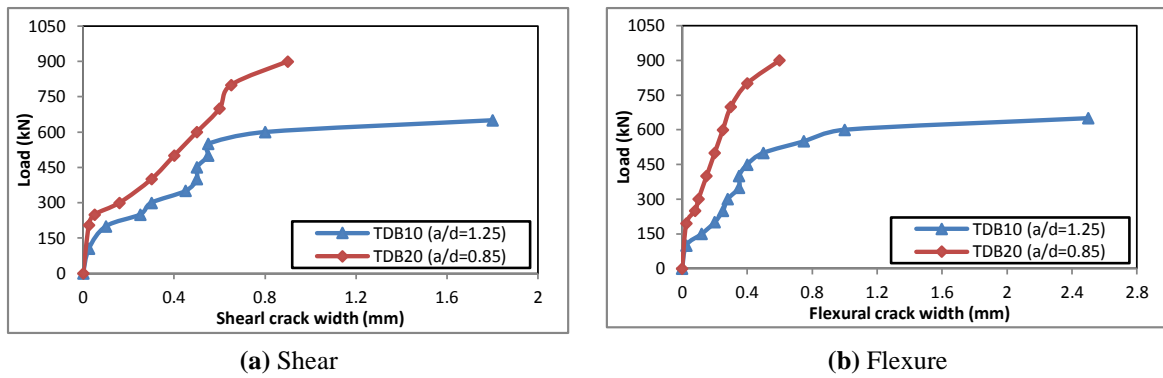 (a)
1050
900
750
600
450
300
150
0
Load (kN)
TDB10 (a/d=1.25)
TDB20 (a/d=0.85)
0 0.4 0.8 1.2 1.6 2
Shearl crack width (mm)
(a) Shear
(b)
1050
900
750
600
450
300
150
0
Load (kN)
TDB10 (a/d=1.25)
TDB20 (a/d=0.85)
0 0.4 0.8 1.2 1.6 2 2.4 2.8
Flexural crack width (mm)
(b) Flexure